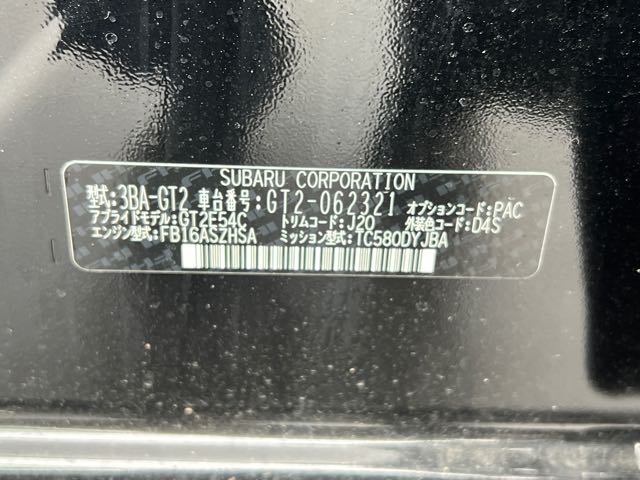 SUBARU CORPORATION
型式:3BA-GT2 車台番号:GT2-062321 オプションコード:PAC
アプライドモデル:GT2E54C トリムコード:J20 外装色コード:D4S
エンジン型式:FB16ASZHSA ミッション型式:TC580DYJBA